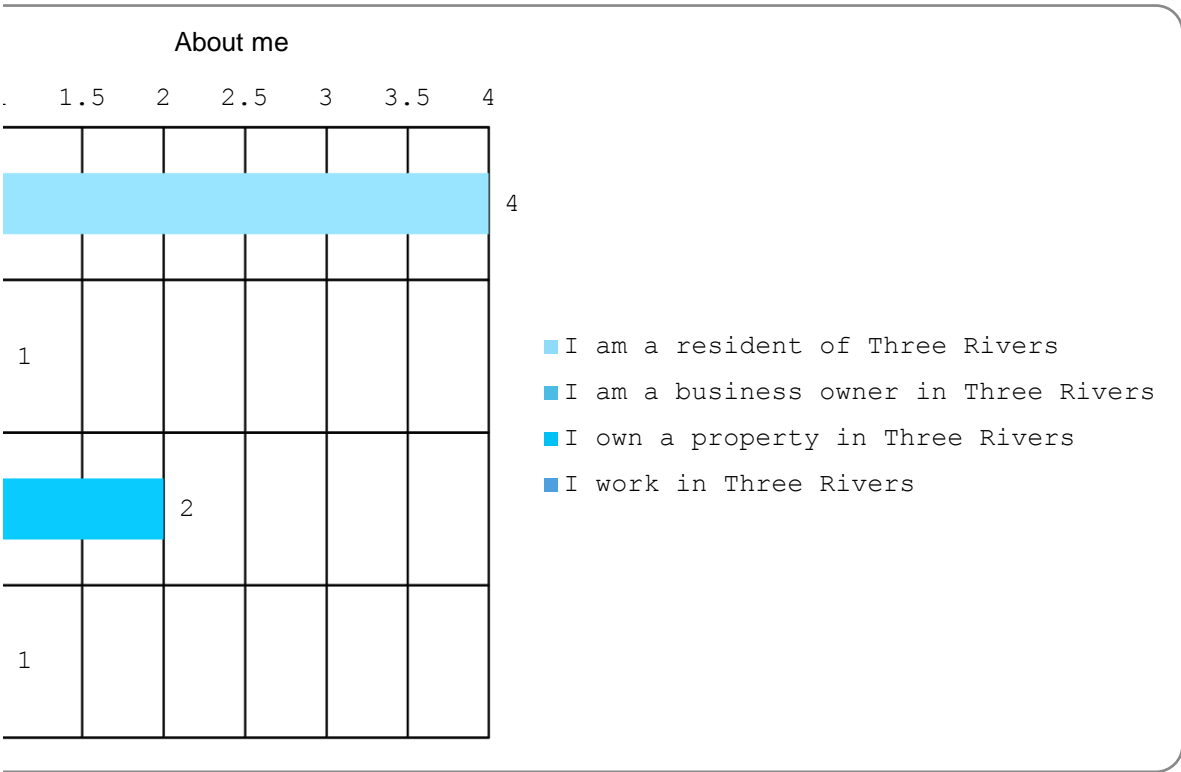 About me
1.5 2 2.5 3 3.5 4
4
1
I am a resident of Three Rivers
I am a business owner in Three Rivers
I own a property in Three Rivers
I work in Three Rivers
2
1